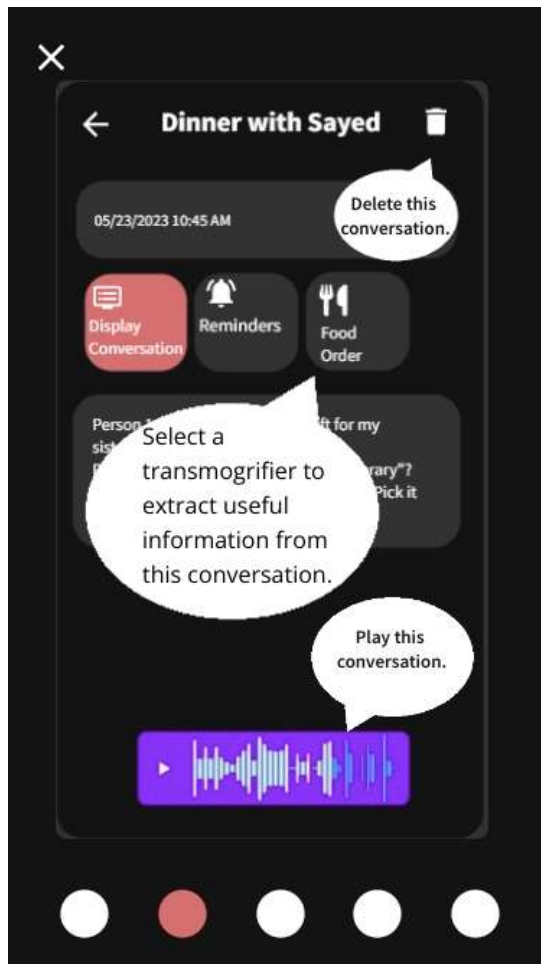 Dinner with Sayed
Delete this
conversation.
05/23/2023 10:45 AM
Display
Conversation
Reminders
Food
Order
Person
ft for my
sis
rary"?
Pick it
Select a
transmogrifier to
extract useful
information from
this conversation.
Play this
conversation.